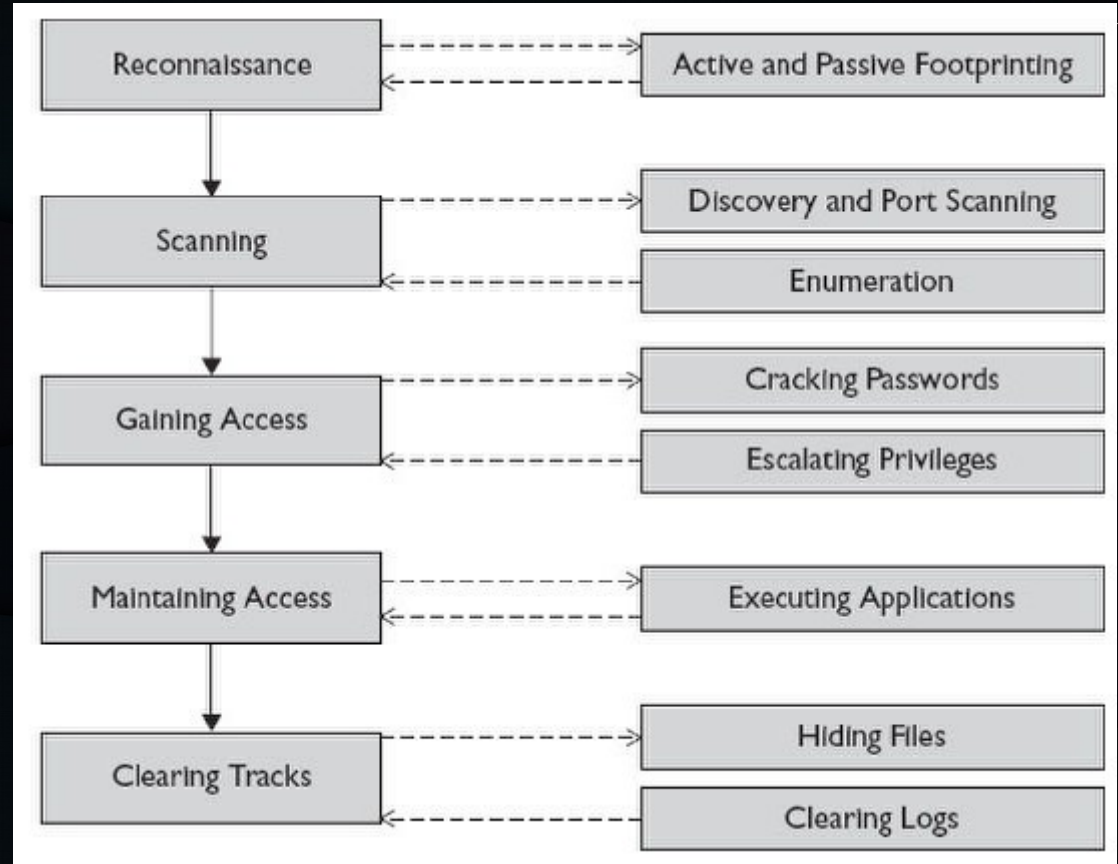 Reconnaissance
Active and Passive Footprinting
Scanning
Discovery and Port Scanning
Enumeration
Gaining Access
Cracking Passwords
Escalating Privileges
Maintaining Access
Executing Applications
Clearing Tracks
Hiding Files
Clearing Logs